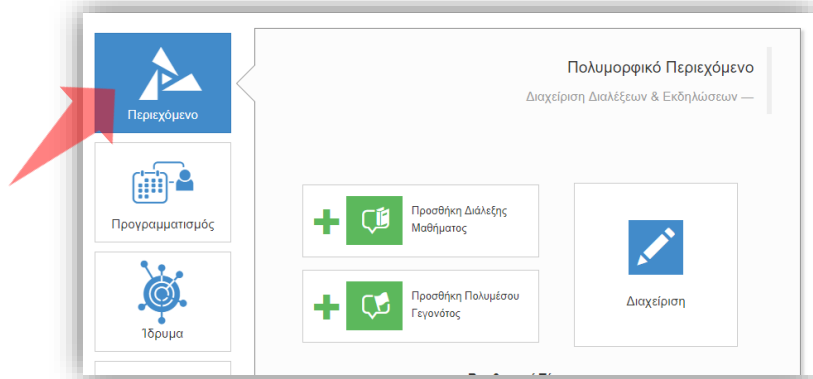 Περιεχόμενο
Προγραμματισμός
Ίδρυμα
Πολυμορφικό Περιεχόμενο
Διαχείριση Διαλέξεων & Εκδηλώσεων —
Προσθήκη Διάλεξης
Μαθήματος
Προσθήκη Πολυμέσου
Γεγονότος
Διαχείριση